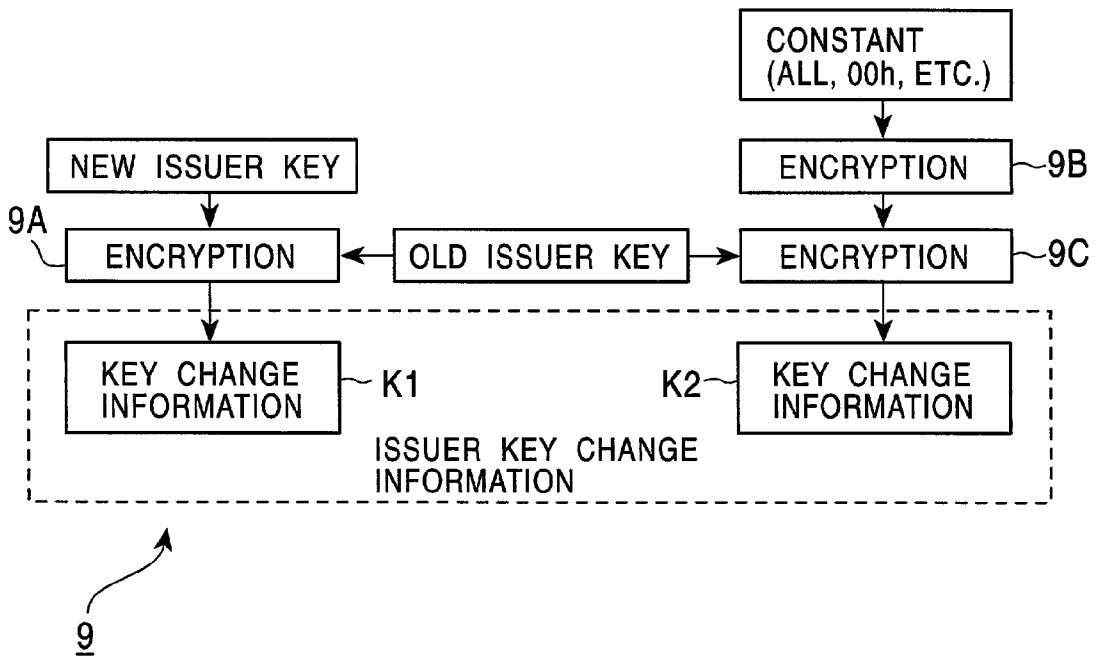 CONSTANT
(ALL, 00h, ETC.)
NEW ISSUER KEY
ENCRYPTION
9B
9A
ENCRYPTION
OLD ISSUER KEY
ENCRYPTION
9C
KEY CHANGE
INFORMATION
K1
K2
KEY CHANGE
INFORMATION
ISSUER KEY CHANGE
INFORMATION
9